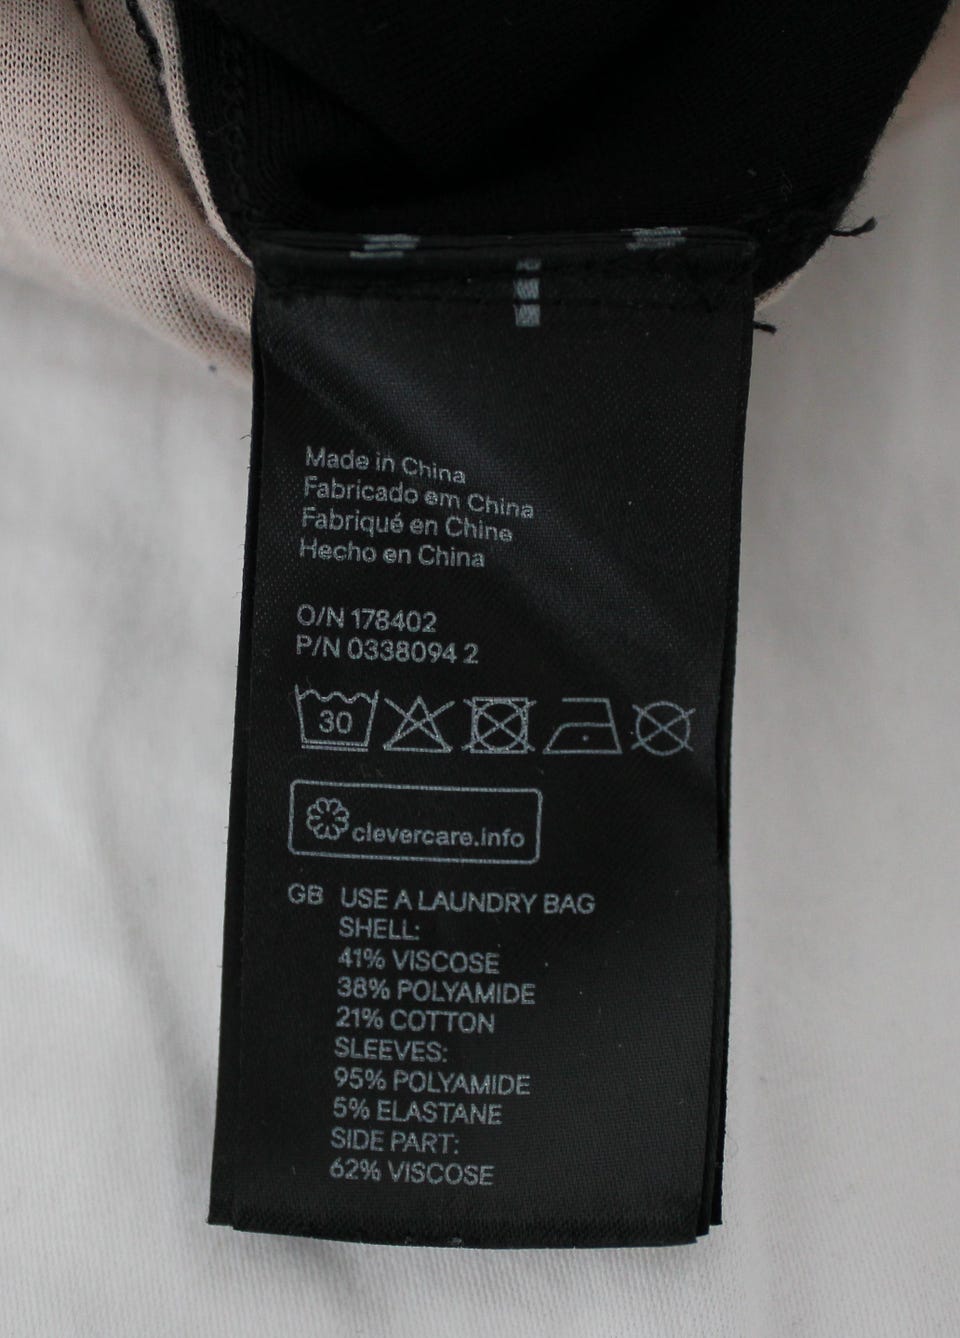 Made in China
Fabricado em China
Fabriqué en Chine
Hecho en China
O/N 178402
P/N 0338094 2
30
clevercare.info
GB USE A LAUNDRY BAG
SHELL:
41% VISCOSE
38% POLYAMIDE
21% COTTON
SLEEVES:
95% POLYAMIDE
5% ELASTANE
SIDE PART:
62% VISCOSE